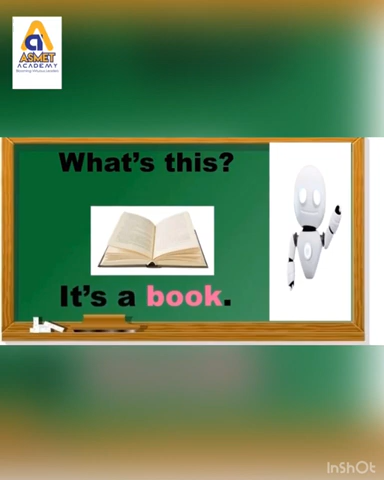 ASMET
ACADEMY
What's this?
It's a book.
InShOt